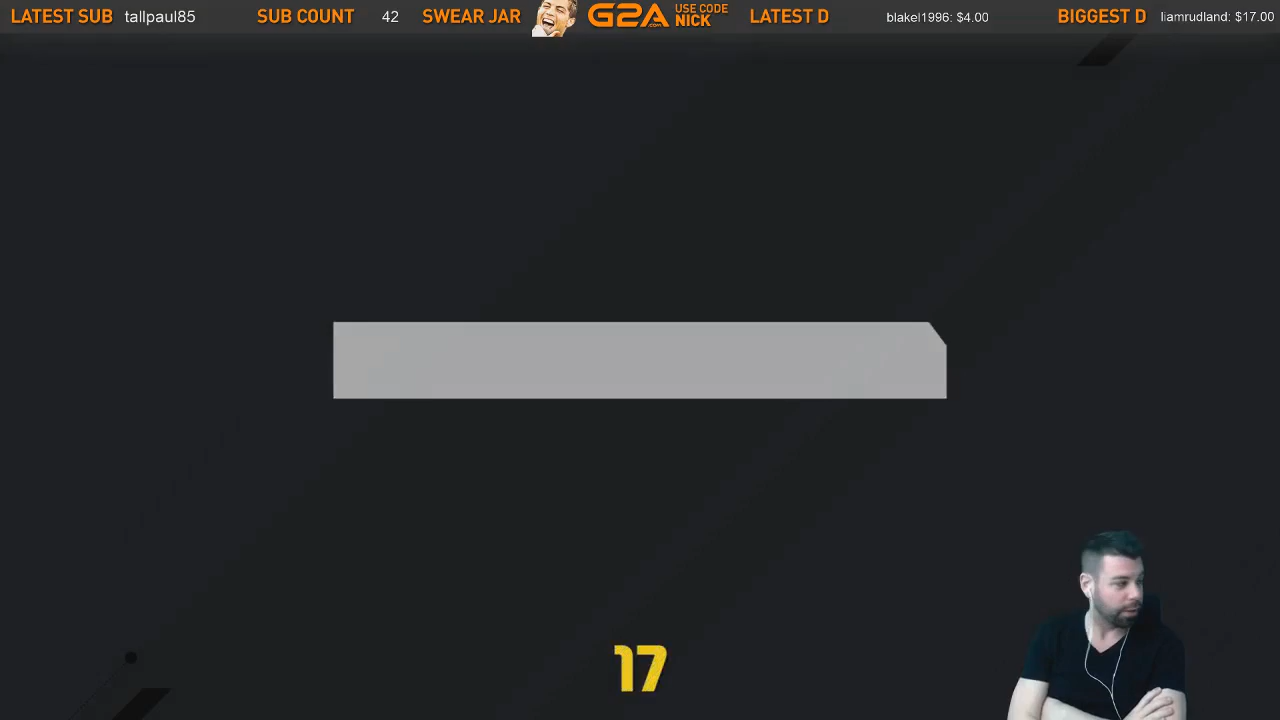 LATEST SUB tallpaul85 SUB COUNT 42 SWEAR JAR G2A.COM USE CODE NICK LATEST D blakel1996: $4.00 BIGGEST D liamrudland: $17.00
17